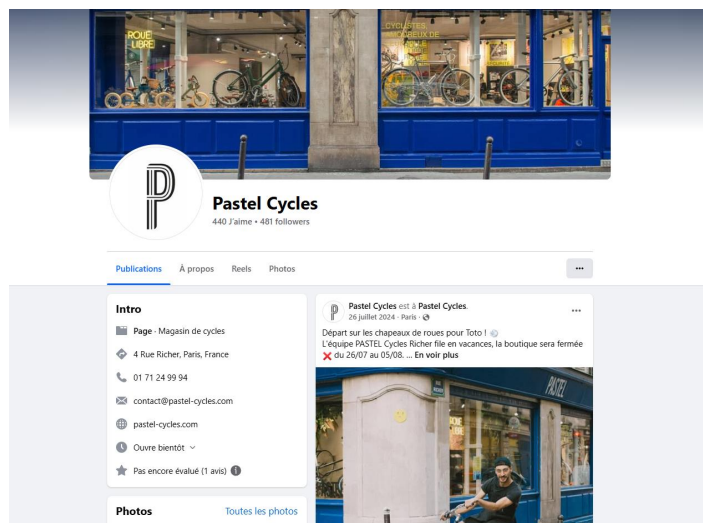 ROUE
LIBRE
CYCLISTES,
AMOUREUX DE
P
Pastel Cycles
440 J'aime • 481 followers
Publications
À propos
Reels
Photos
Intro
Page · Magasin de cycles
4 Rue Richer, Paris, France
01 71 24 99 94
contact@pastel-cycles.com
pastel-cycles.com
Ouvre bientôt
Pas encore évalué (1 avis)
Photos
Toutes les photos
Pastel Cycles est à Pastel Cycles.
26 juillet 2024 · Paris ·
Départ sur les chapeaux de roues pour Toto ! 💨
L'équipe PASTEL Cycles Richer file en vacances, la boutique sera fermée
❌ du 26/07 au 05/08. ... En voir plus
PASTEL